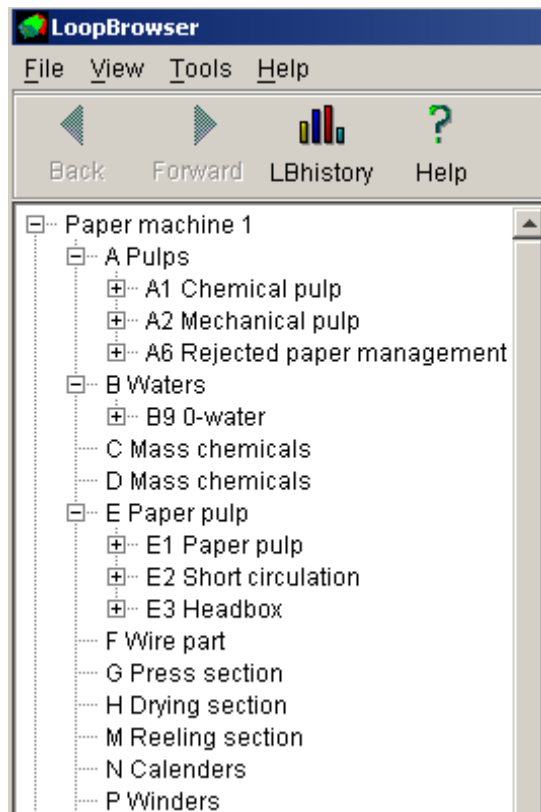 LoopBrowser
File View Tools Help
Back Forward LBhistory Help
Paper machine 1
A Pulps
A1 Chemical pulp
A2 Mechanical pulp
A6 Rejected paper management
B Waters
B9 0-water
C Mass chemicals
D Mass chemicals
E Paper pulp
E1 Paper pulp
E2 Short circulation
E3 Headbox
F Wire part
G Press section
H Drying section
M Reeling section
N Calenders
P Winders